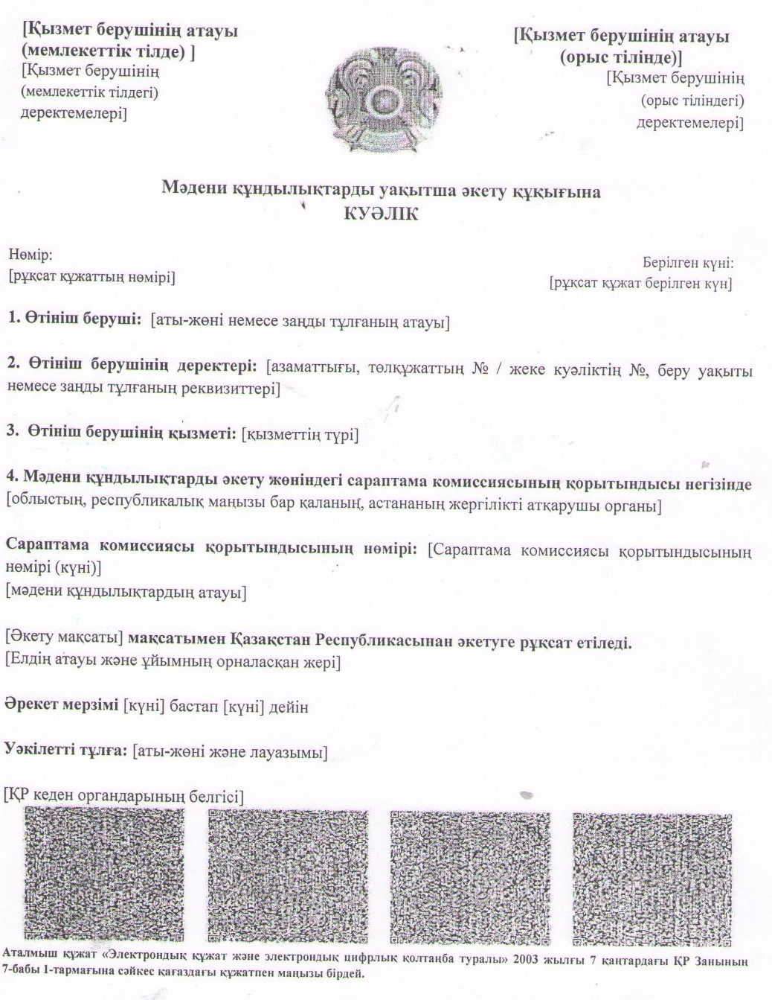 [Қызмет берушінің атауы
(мемлекеттік тілде) ]
[Қызмет берушінің
(мемлекеттік тілдегі)
деректемелері]
[Қызмет берушінің атауы
(орыс тілінде)]
[Қызмет берушінің
(орыс тіліндегі)
деректемелері]
Мәдени құндылықтарды уақытша әкету құқығына
КУӘЛІК
Нөмір:
[рұқсат құжаттың нөмірі]
Берілген күні:
[рұқсат құжат берілген күн]
1. Өтініш беруші: [аты-жөні немесе заңды тұлғаның атауы]
2. Өтініш берушінің деректері: [азаматтығы, төлқұжаттың № / жеке куәліктің №, беру уақыты
немесе заңды тұлғаның реквизиттері]
3. Өтініш берушінің қызметі: [қызметтің түрі]
4. Мәдени құндылықтарды әкету жөніндегі сараптама комиссиясының қорытындысы негізінде
[облыстың, республикалық маңызы бар қаланың, астананың жергілікті атқарушы органы]
Сараптама комиссиясы қорытындысының нөмірі: [Сараптама комиссиясы қорытындысының
нөмірі (күні)]
[мәдени құндылықтардың атауы]
[Әкету мақсаты] мақсатымен Қазақстан Республикасынан әкетуге рұқсат етіледі.
[Елдің атауы және ұйымның орналасқан жері]
Әрекет мерзімі [күні] бастап [күні] дейін
Уәкілетті тұлға: [аты-жөні және лауазымы]
[ҚР кеден органдарының белгісі]
Аталмыш құжат «Электрондық құжат және электрондық цифрлық қолтаңба туралы» 2003 жылғы 7 қаңтардағы ҚР Заңының
7-бабы 1-тармағына сәйкес қағаздағы құжатпен маңызы бірдей.